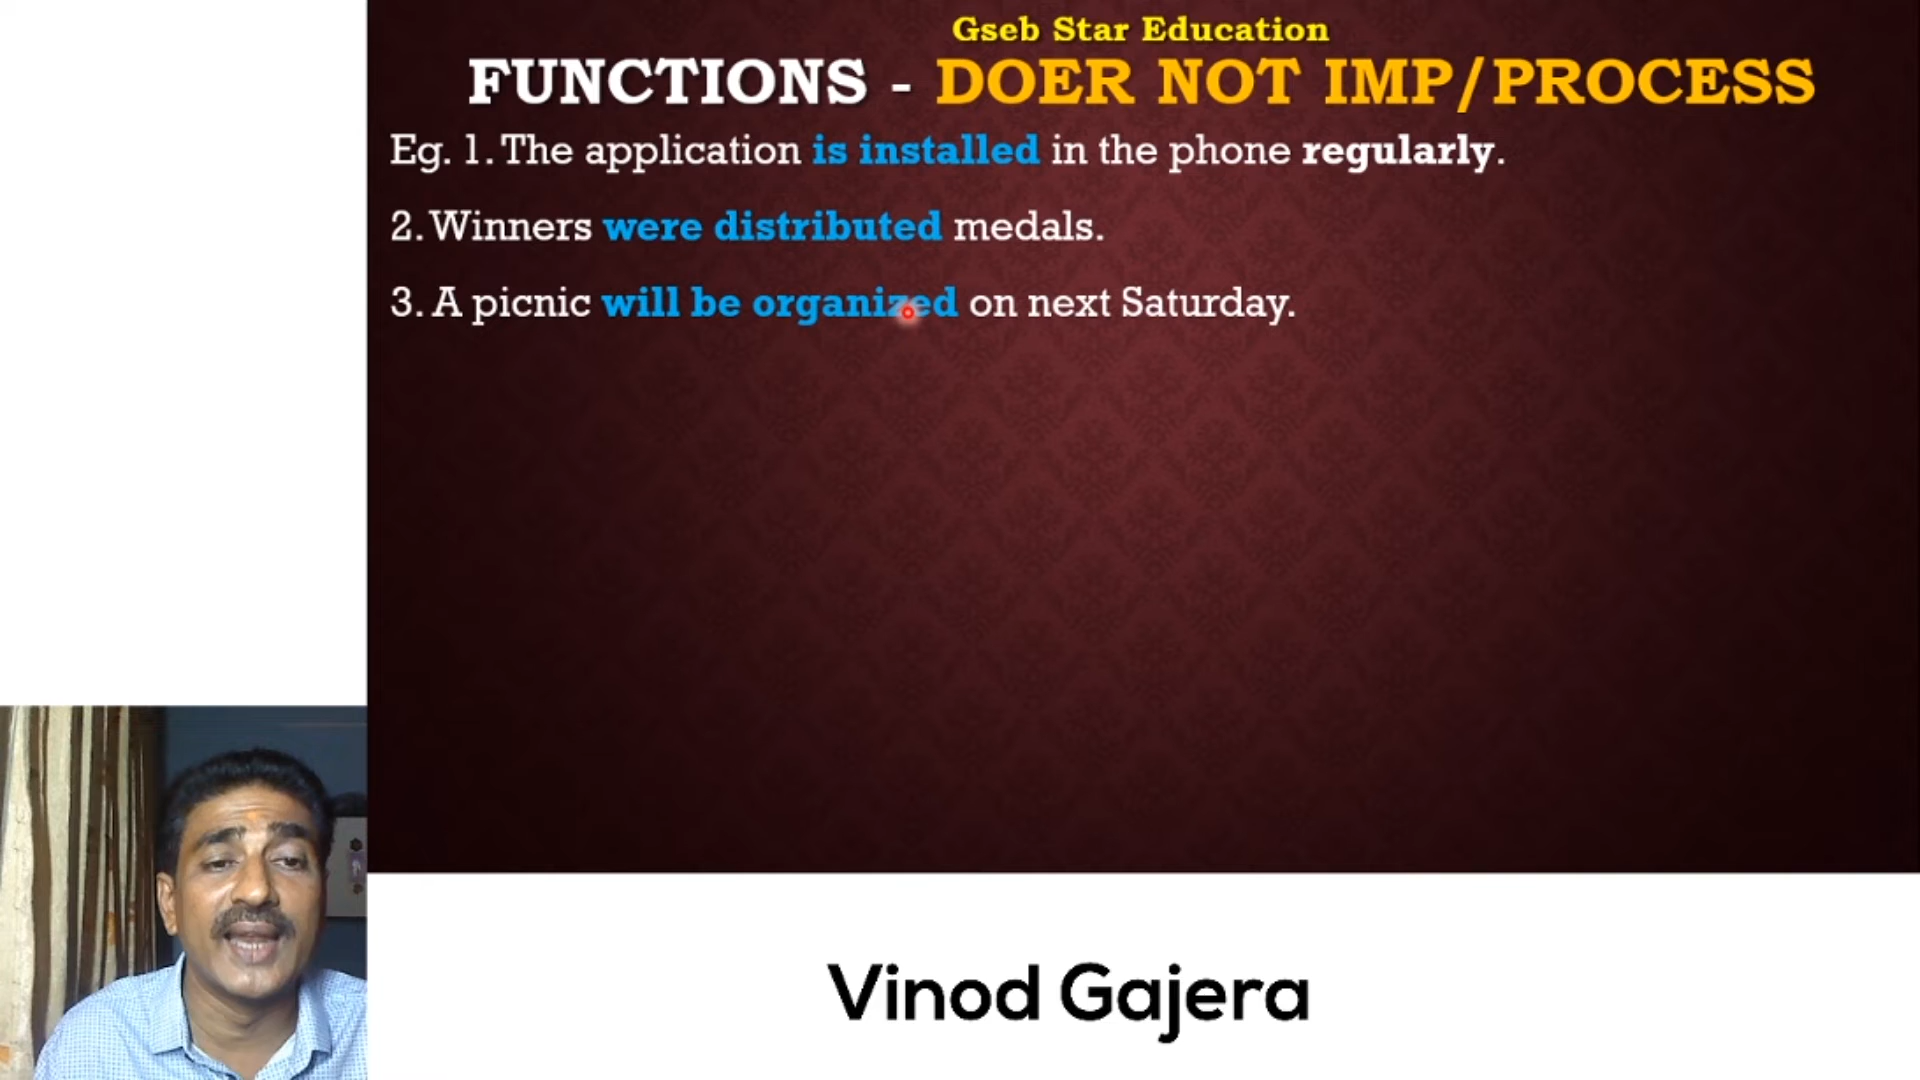 Gseb Star Education
FUNCTIONS - DOER NOT IMP/PROCESS
Eg. 1. The application is installed in the phone regularly.
2. Winners were distributed medals.
3. A picnic will be organized on next Saturday.
Vinod Gajera